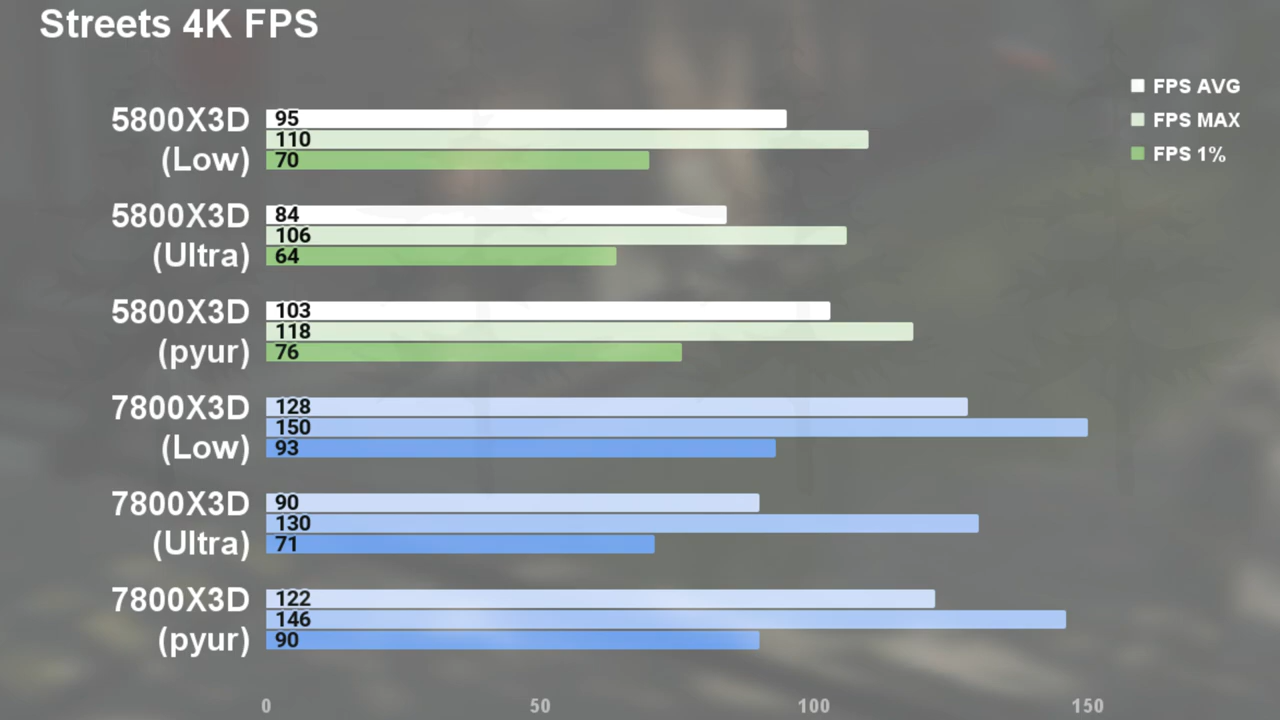 Streets 4K FPS
FPS AVG
FPS MAX
FPS 1%
5800X3D
(Low)
95
110
70
5800X3D
(Ultra)
84
106
64
5800X3D
(pyur)
103
118
76
7800X3D
(Low)
128
150
93
7800X3D
(Ultra)
90
130
71
7800X3D
(pyur)
122
146
90
0 50 100 150